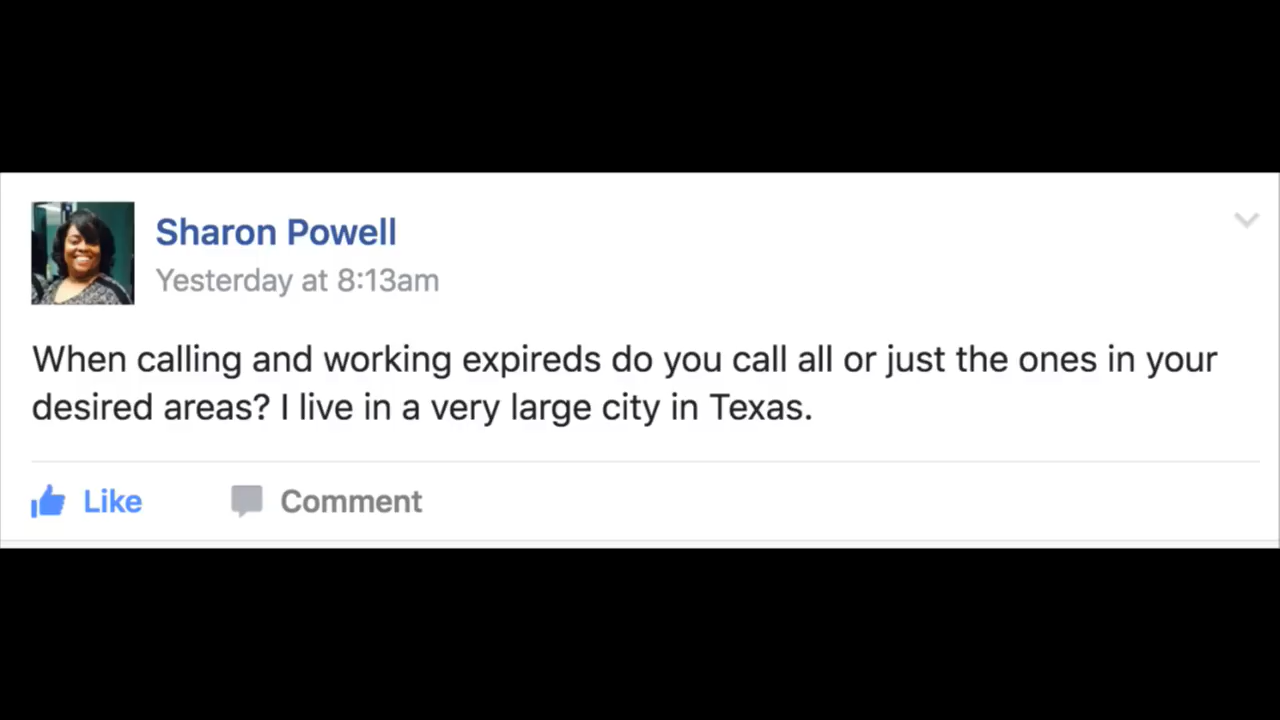 Sharon Powell
Yesterday at 8:13am
When calling and working expireds do you call all or just the ones in your
desired areas? I live in a very large city in Texas.
Like Comment